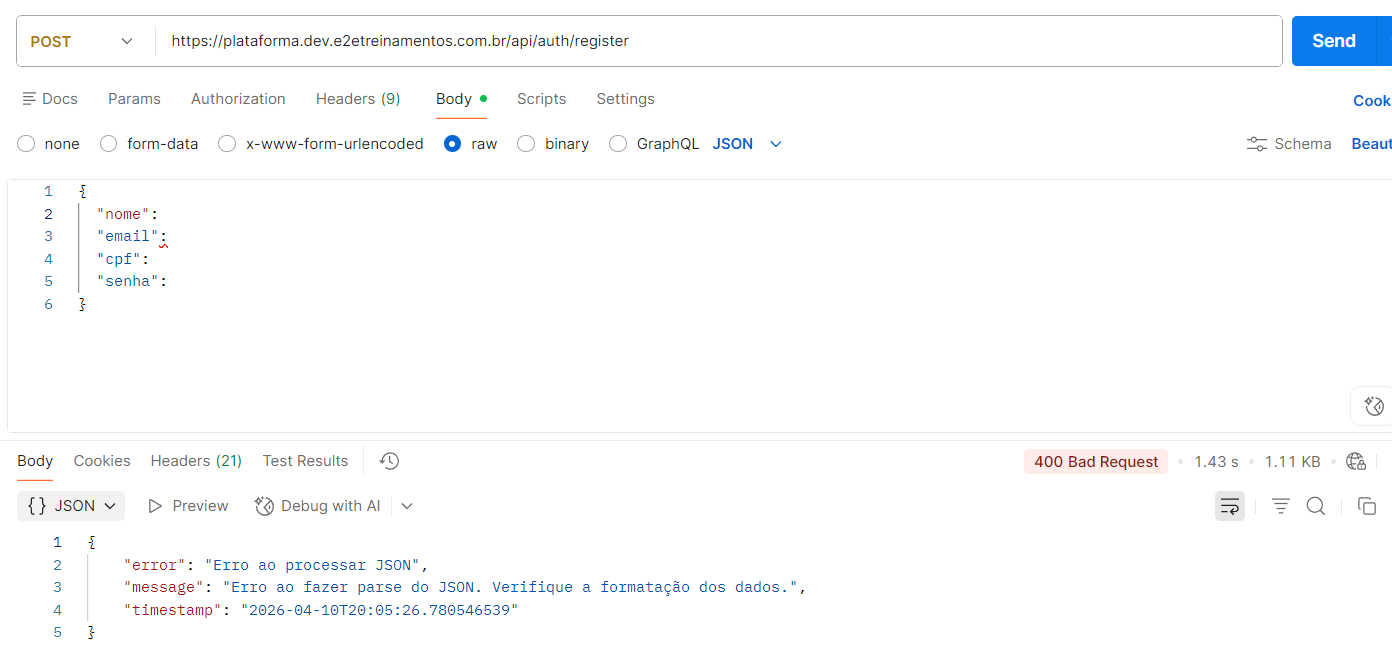 POST https://plataforma.dev.e2etreinamentos.com.br/api/auth/register Send
Docs Params Authorization Headers (9) Body Scripts Settings Cook
none form-data x-www-form-urlencoded raw binary GraphQL JSON Schema Beaut
1 {
2 "nome":
3 "email":
4 "cpf":
5 "senha":
6 }
Body Cookies Headers (21) Test Results 400 Bad Request • 1.43 s • 1.11 KB •
{} JSON Preview Debug with AI
1 {
2 "error": "Erro ao processar JSON",
3 "message": "Erro ao fazer parse do JSON. Verifique a formatação dos dados.",
4 "timestamp": "2026-04-10T20:05:26.780546539"
5 }